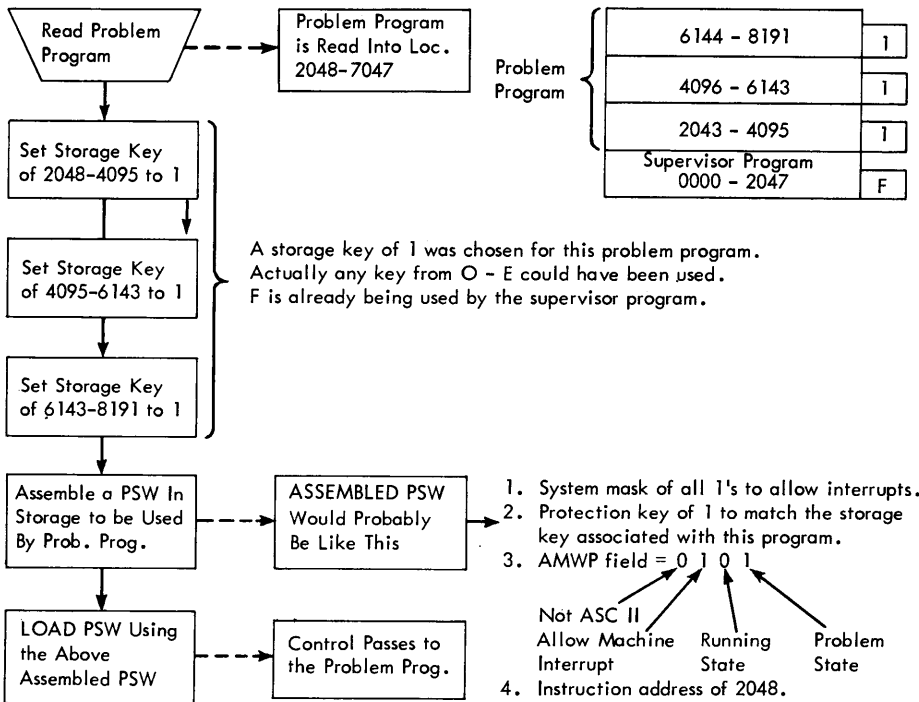 Read Problem
Program
Problem Program
is Read Into Loc.
2048-7047
Problem
Program
6144 - 8191
1
4096 - 6143
1
2043 - 4095
1
Supervisor Program
0000 - 2047
F
Set Storage Key
of 2048-4095 to 1
Set Storage Key
of 4095-6143 to 1
Set Storage Key
of 6143-8191 to 1
A storage key of 1 was chosen for this problem program.
Actually any key from O - E could have been used.
F is already being used by the supervisor program.
Assemble a PSW In
Storage to be Used
By Prob. Prog.
ASSEMBLED PSW
Would Probably
Be Like This
1. System mask of all 1's to allow interrupts.
2. Protection key of 1 to match the storage
key associated with this program.
3. AMWP field = 0 1 0 1
Not ASC II
Allow Machine
Interrupt
Running
State
Problem
State
4. Instruction address of 2048.
LOAD PSW Using
the Above
Assembled PSW
Control Passes to
the Problem Prog.